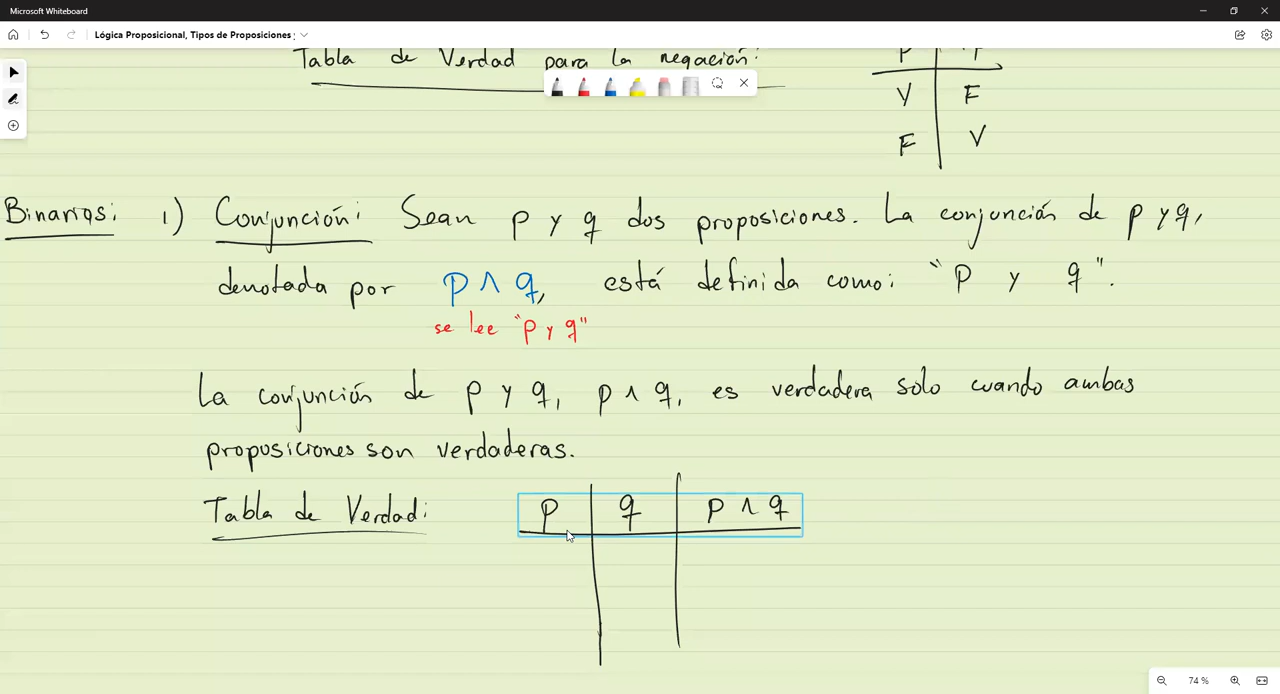 Microsoft Whiteboard
Lógica Proposicional, Tipos de Proposiciones ;
Tabla de Verdad para la negación:
P
V F
F V
Binarios: 1) Conjunción: Sean p y q dos proposiciones. La conjunción de p y q,
denotada por p ∧ q, está definida como: "p y q".
se lee "p y q"
La conjunción de p y q, p ∧ q, es verdadera solo cuando ambas
proposiciones son verdaderas.
Tabla de Verdad: p q p ∧ q
74 %